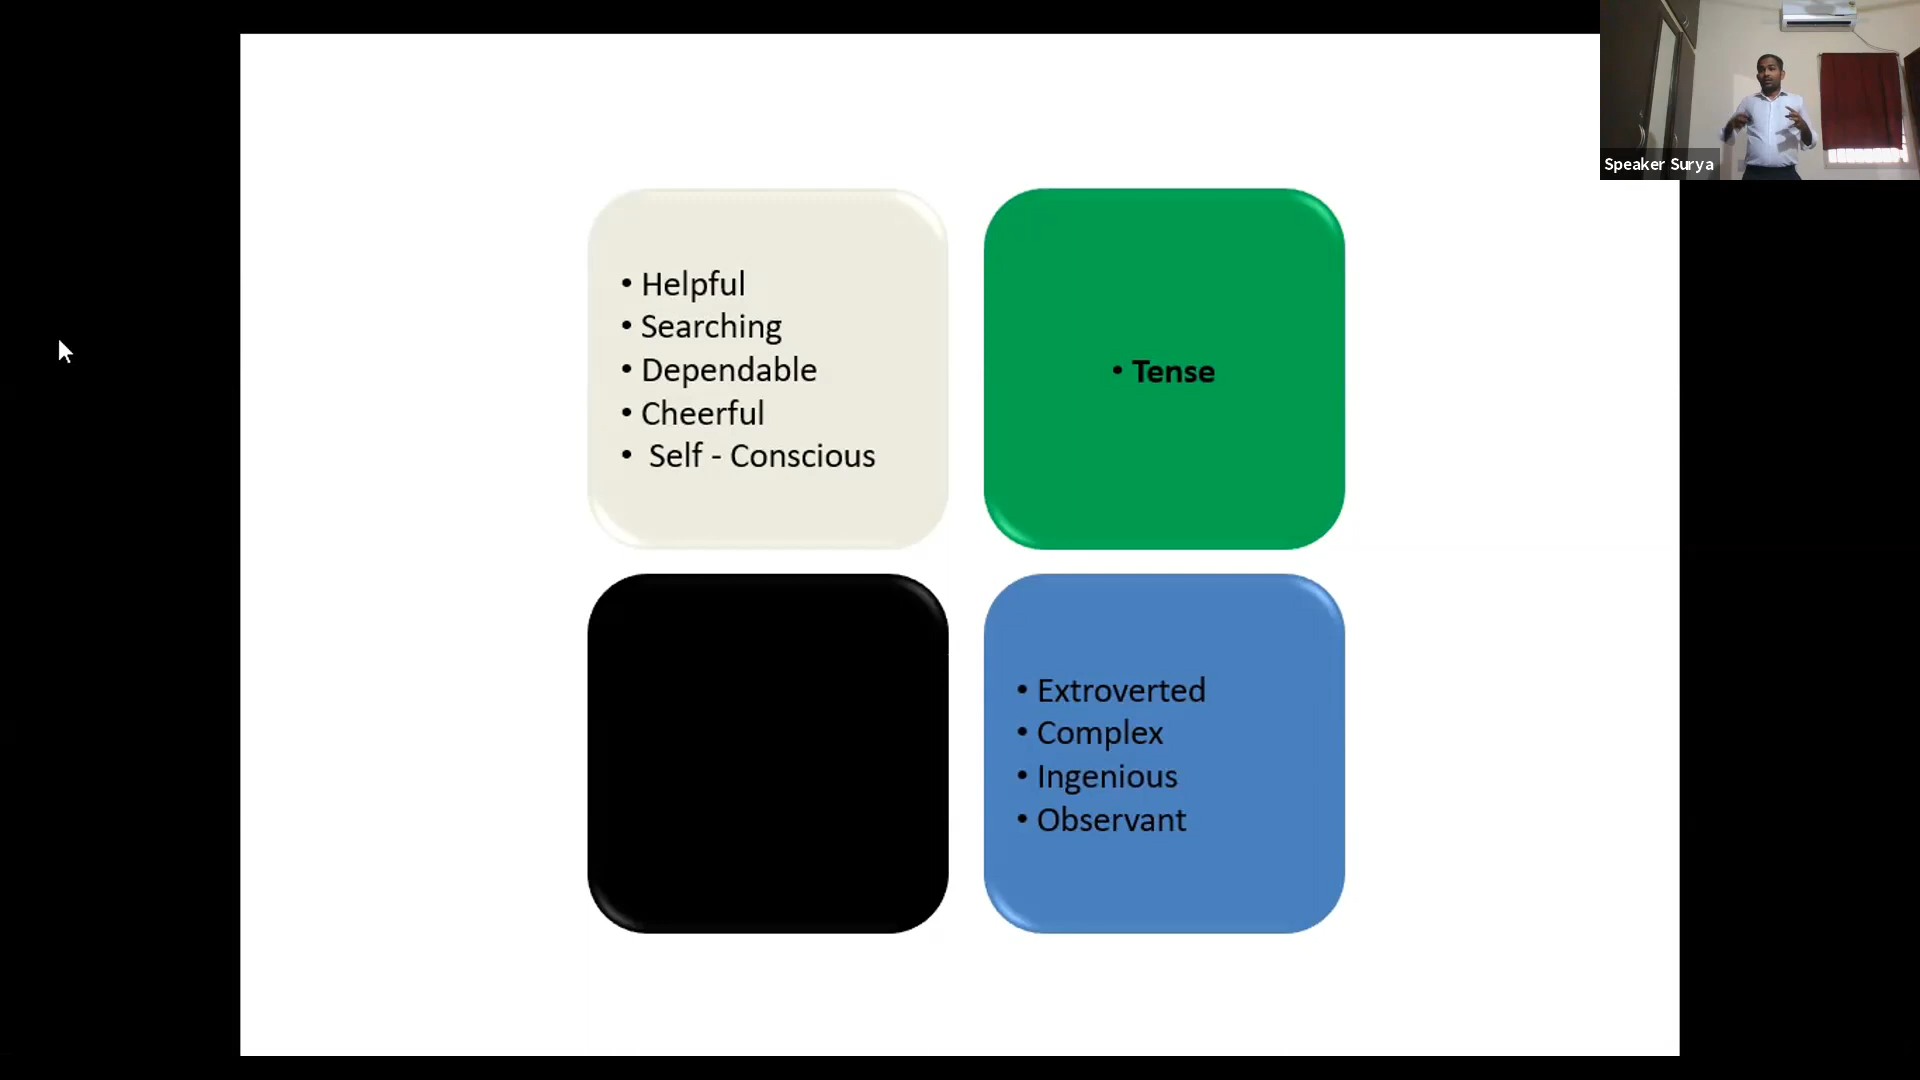 Speaker Surya
• Helpful
• Searching
• Dependable
• Cheerful
• Self - Conscious
• Tense
• Extroverted
• Complex
• Ingenious
• Observant